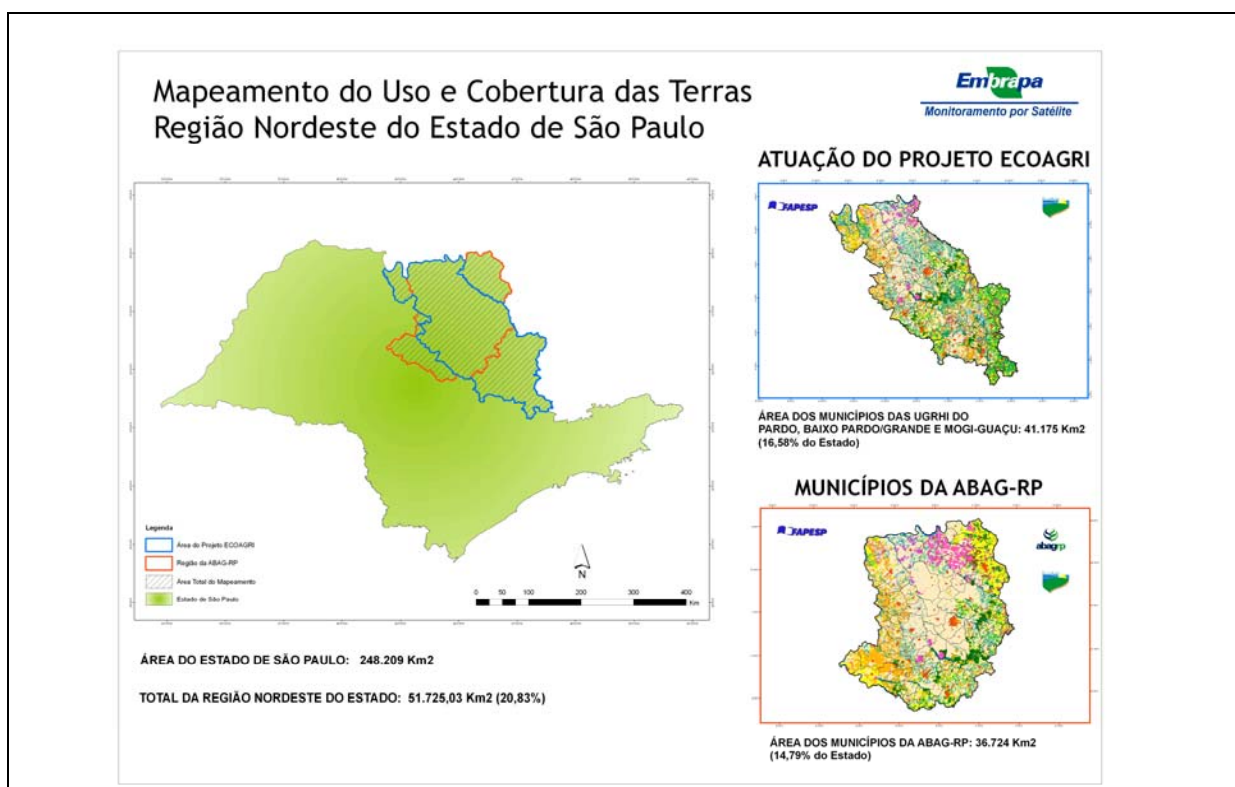 Mapeamento do Uso e Cobertura das Terras
Região Nordeste do Estado de São Paulo
Embrapa
Monitoramento por Satélite
ATUAÇÃO DO PROJETO ECOAGRI
FAPESP
ÁREA DOS MUNICÍPIOS DAS UGRHI DO
PARDO, BAIXO PARDO/GRANDE E MOGI-GUAÇU: 41.175 Km2
(16,58% do Estado)
MUNICÍPIOS DA ABAG-RP
FAPESP
abagrp
ÁREA DOS MUNICÍPIOS DA ABAG-RP: 36.724 Km2
(14,79% do Estado)
Legenda
Área do Projeto ECOAGRI
Região da ABAG-RP
Área Total do Mapeamento
Estado de São Paulo
N
0 50 100 200 300 400
Km
ÁREA DO ESTADO DE SÃO PAULO: 248.209 Km2
TOTAL DA REGIÃO NORDESTE DO ESTADO: 51.725,03 Km2 (20,83%)